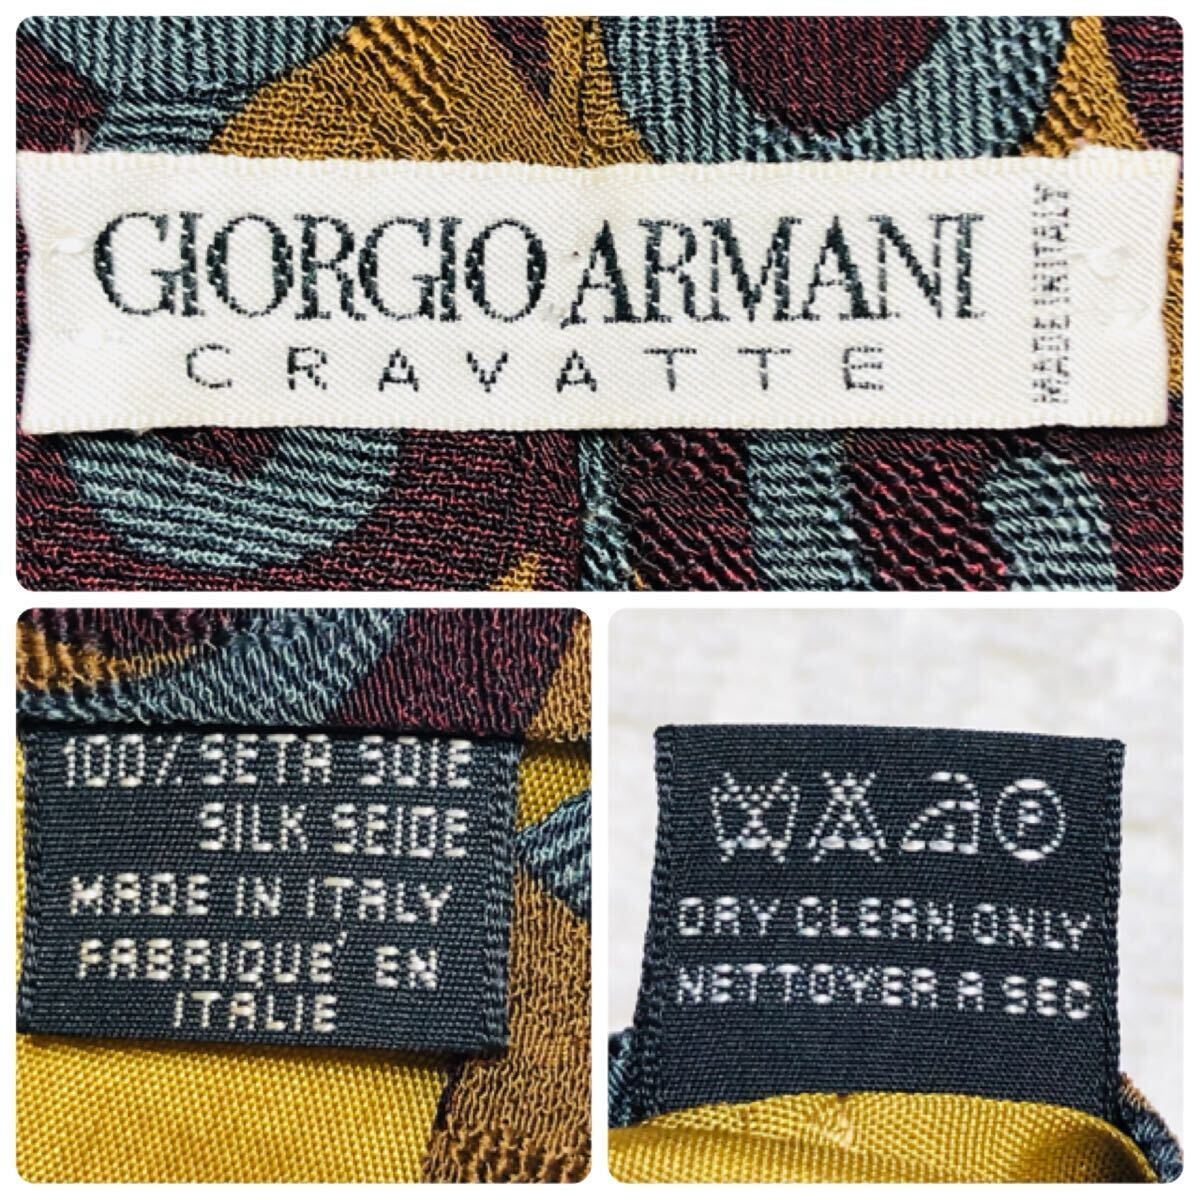 GIORGIO ARMANI
CRAVATTE
MADE IN ITALY
100% SETA SOIE
SILK SEIDE
MADE IN ITALY
FABRIQUE' EN
ITALIE
P
DRY CLEAN ONLY
NETTOYER A SEC